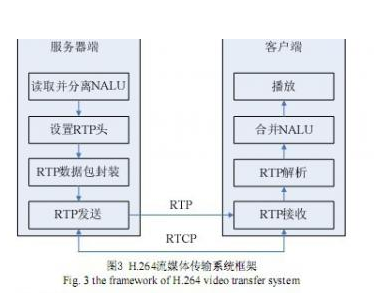 服务器端
读取并分离NALU
设置RTP头
RTP数据包封装
RTP发送
客户端
播放
合并NALU
RTP解析
RTP接收
RTP
RTCP
图3 H.264流媒体传输系统框架
Fig. 3 the framework of H.264 video transfer system